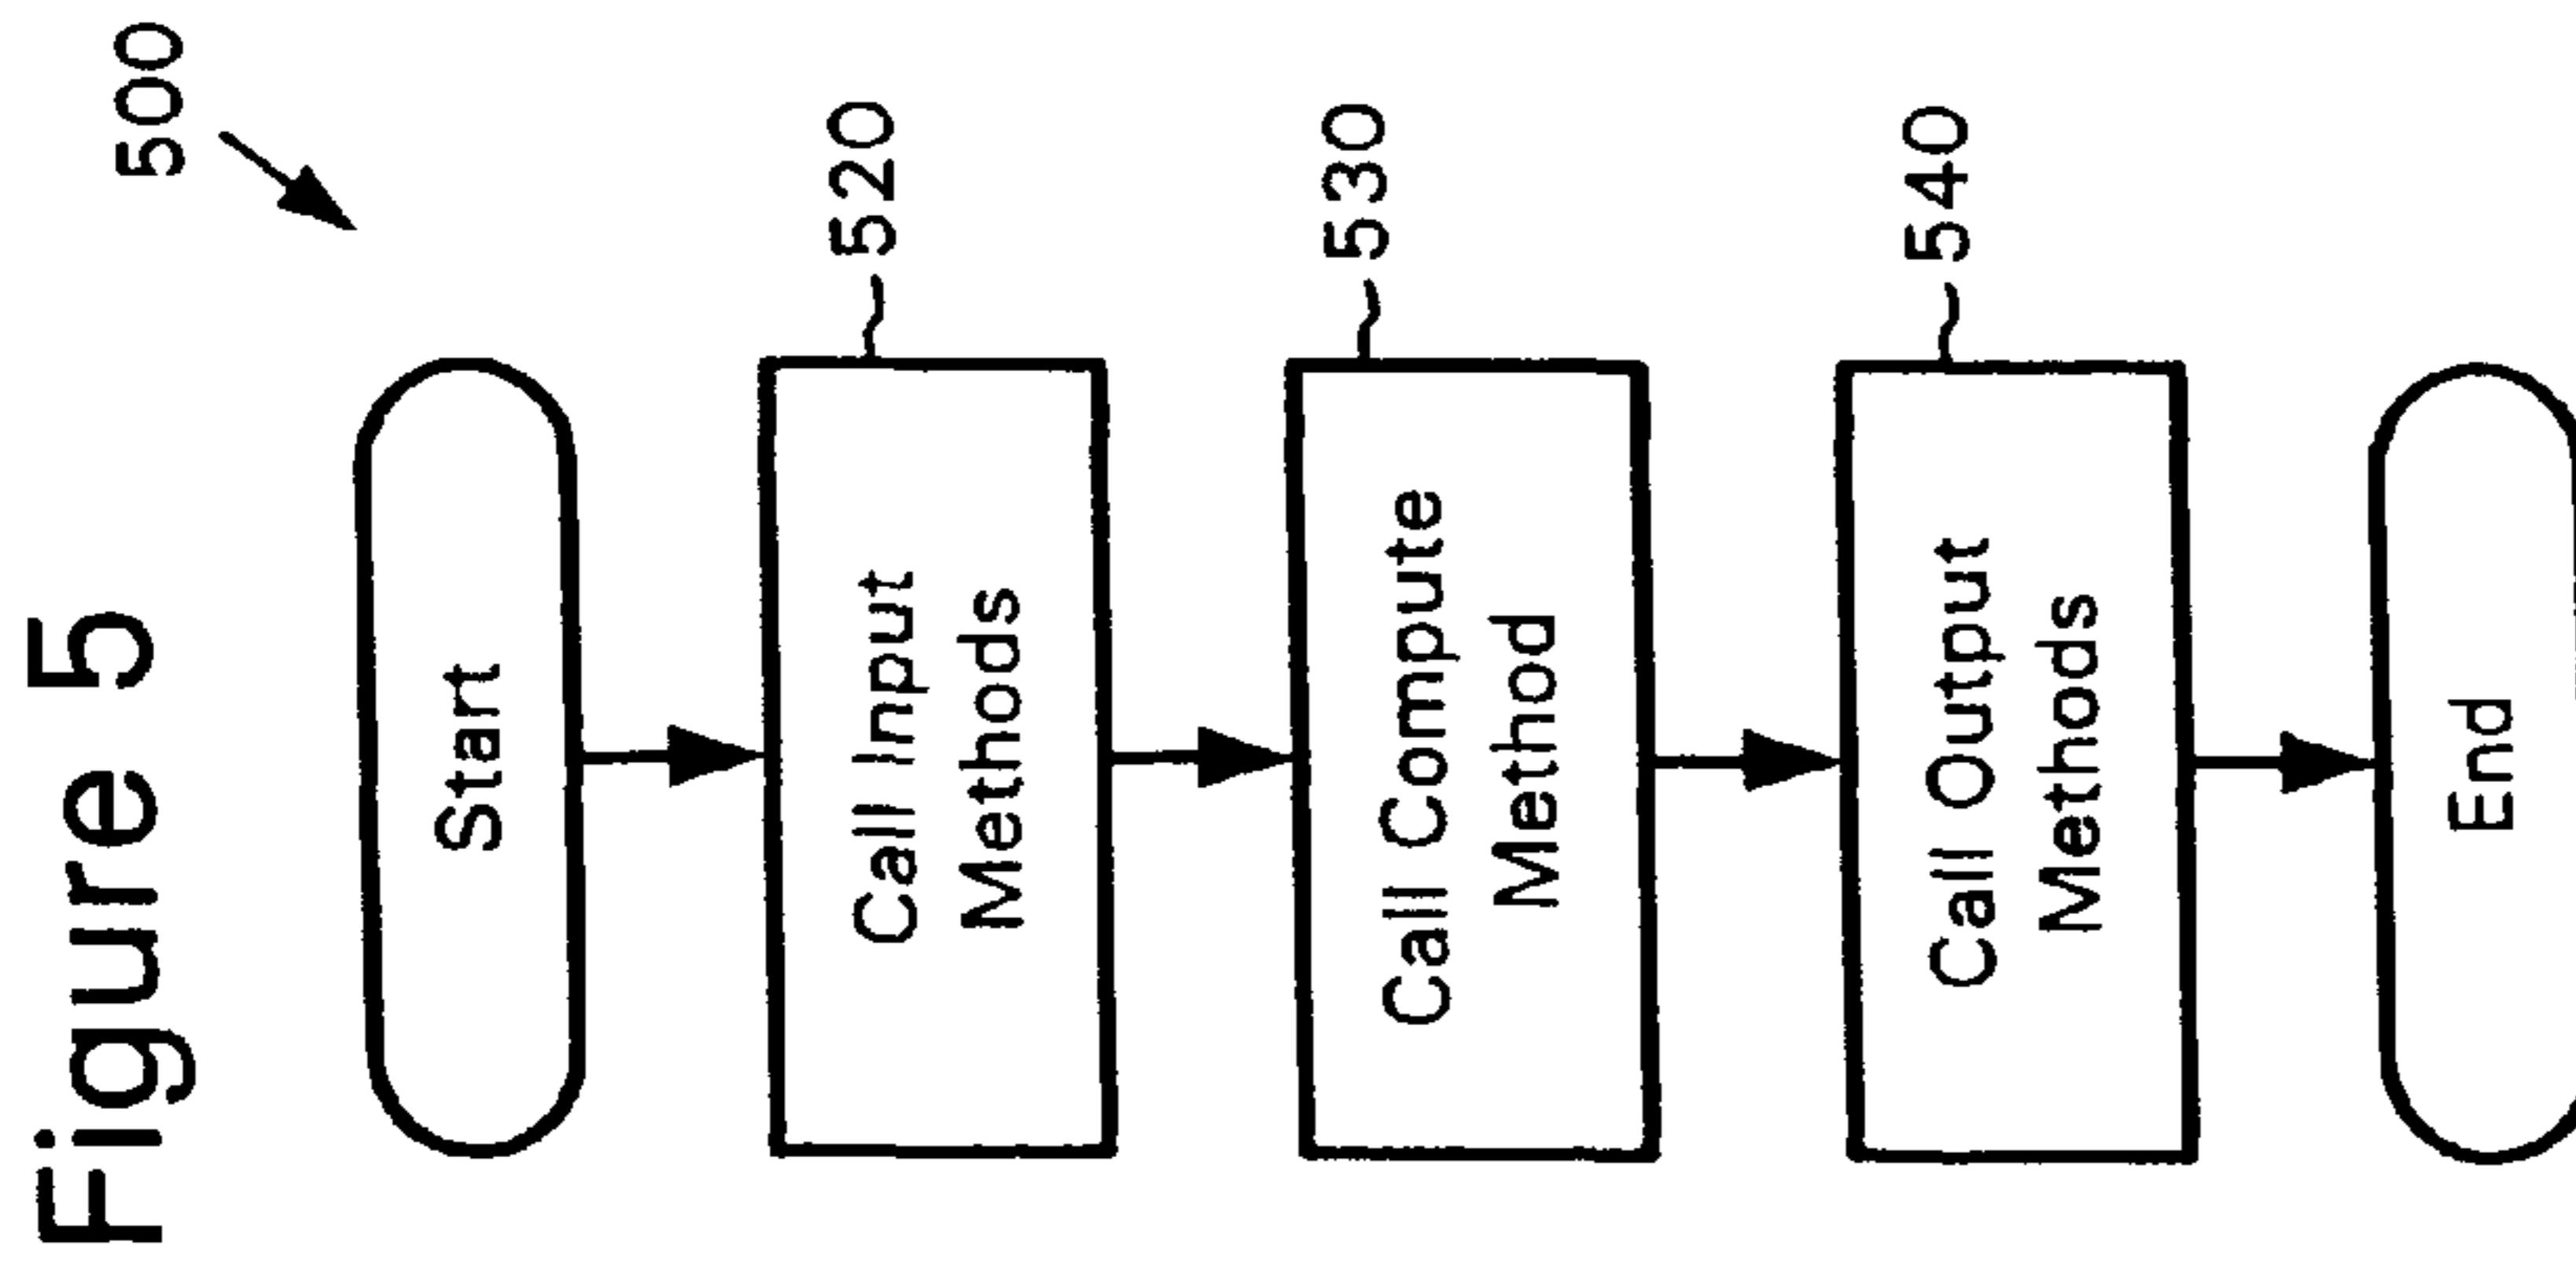 Figure 5
500
Start
Call Input
Methods
520
Call Compute
Method
530
Call Output
Methods
540
End